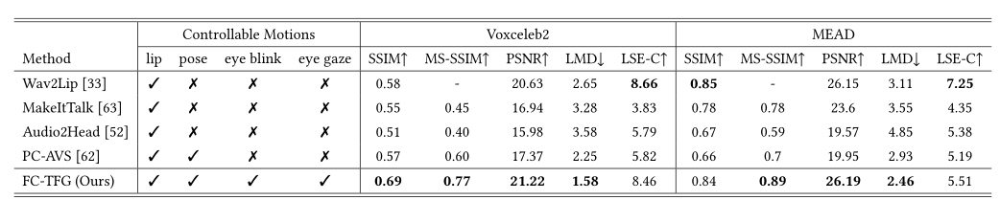 Controllable Motions Voxceleb2 MEAD
Method lip pose eye blink eye gaze SSIM↑ MS-SSIM↑ PSNR↑ LMD↓ LSE-C↑ SSIM↑ MS-SSIM↑ PSNR↑ LMD↓ LSE-C↑
Wav2Lip [33] ✓ ✗ ✗ ✗ 0.58 - 20.63 2.65 8.66 0.85 - 26.15 3.11 7.25
MakeItTalk [63] ✓ ✗ ✗ ✗ 0.55 0.45 16.94 3.28 3.83 0.78 0.78 23.6 3.55 4.35
Audio2Head [52] ✓ ✗ ✗ ✗ 0.51 0.40 15.98 3.58 5.79 0.67 0.59 19.57 4.85 5.38
PC-AVS [62] ✓ ✓ ✗ ✗ 0.57 0.60 17.37 2.25 5.82 0.66 0.7 19.95 2.93 5.19
FC-TFG (Ours) ✓ ✓ ✓ ✓ 0.69 0.77 21.22 1.58 8.46 0.84 0.89 26.19 2.46 5.51